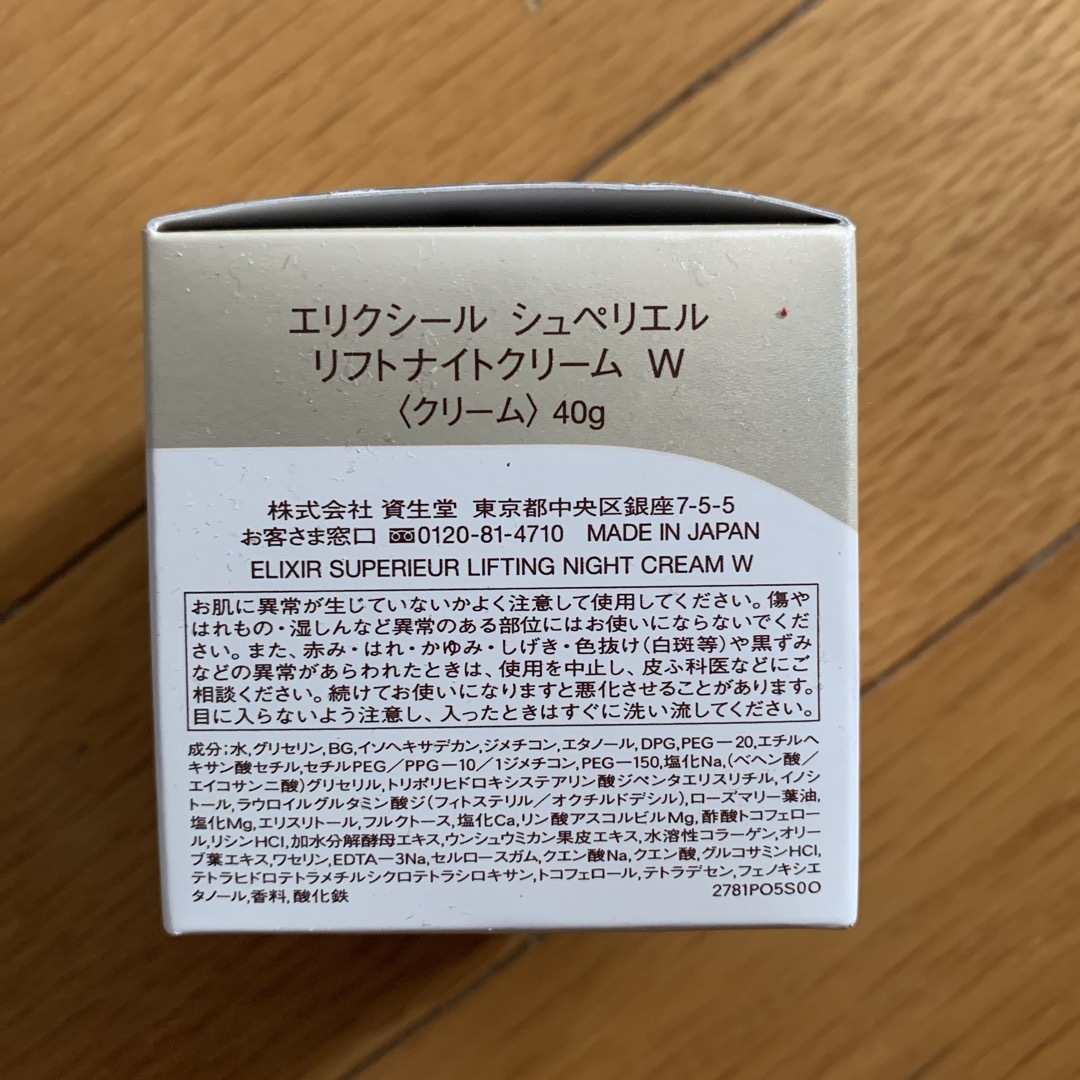 エリクシール シュペリエル
リフトナイトクリーム W
〈クリーム〉 40g
株式会社 資生堂 東京都中央区銀座7-5-5
お客さま窓口 0120-81-4710 MADE IN JAPAN
ELIXIR SUPERIEUR LIFTING NIGHT CREAM W
お肌に異常が生じていないかよく注意して使用してください。傷や
はれもの・湿しんなど異常のある部位にはお使いにならないでくだ
さい。また、赤み・はれ・かゆみ・しげき・色抜け(白斑等)や黒ずみ
などの異常があらわれたときは、使用を中止し、皮ふ科医などにご
相談ください。続けてお使いになりますと悪化させることがあります。
目に入らないよう注意し、入ったときはすぐに洗い流してください。
成分;水,グリセリン,BG,イソヘキサデカン,ジメチコン,エタノール,DPG,PEG－20,エチルヘ
キサン酸セチル,セチルPEG／PPG－10／1ジメチコン,PEG－150,塩化Na,(ベヘン酸／
エイコサン二酸)グリセリル,トリポリヒドロキシステアリン酸ジペンタエリスリチル,イノシ
トール,ラウロイルグルタミン酸ジ(フィトステリル／オクチルドデシル),ローズマリー葉油,
塩化Mg,エリスリトール,フルクトース,塩化Ca,リン酸アスコルビルMg,酢酸トコフェロー
ル,リシンHCl,加水分解酵母エキス,ウンシュウミカン果皮エキス,水溶性コラーゲン,オリー
ブ葉エキス,ワセリン,EDTA－3Na,セルロースガム,クエン酸Na,クエン酸,グルコサミンHCl,
テトラヒドロテトラメチルシクロテトラシロキサン,トコフェロール,テトラデセン,フェノキシエ
タノール,香料,酸化鉄 2781PO5S0O